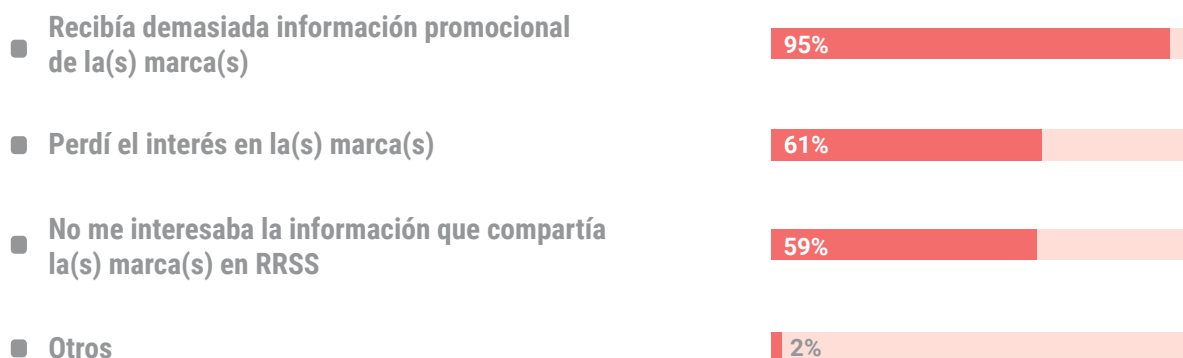 Recibía demasiada información promocional
de la(s) marca(s)
95%
Perdí el interés en la(s) marca(s)
61%
No me interesaba la información que compartía
la(s) marca(s) en RRSS
59%
Otros
2%